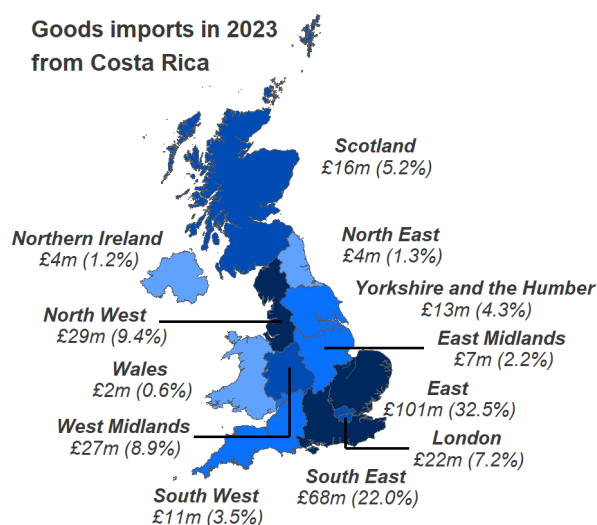 Goods imports in 2023
from Costa Rica
Scotland
£16m (5.2%)
Northern Ireland
£4m (1.2%)
North East
£4m (1.3%)
Yorkshire and the Humber
£13m (4.3%)
North West
£29m (9.4%)
East Midlands
£7m (2.2%)
Wales
£2m (0.6%)
East
£101m (32.5%)
West Midlands
£27m (8.9%)
London
£22m (7.2%)
South East
£68m (22.0%)
South West
£11m (3.5%)